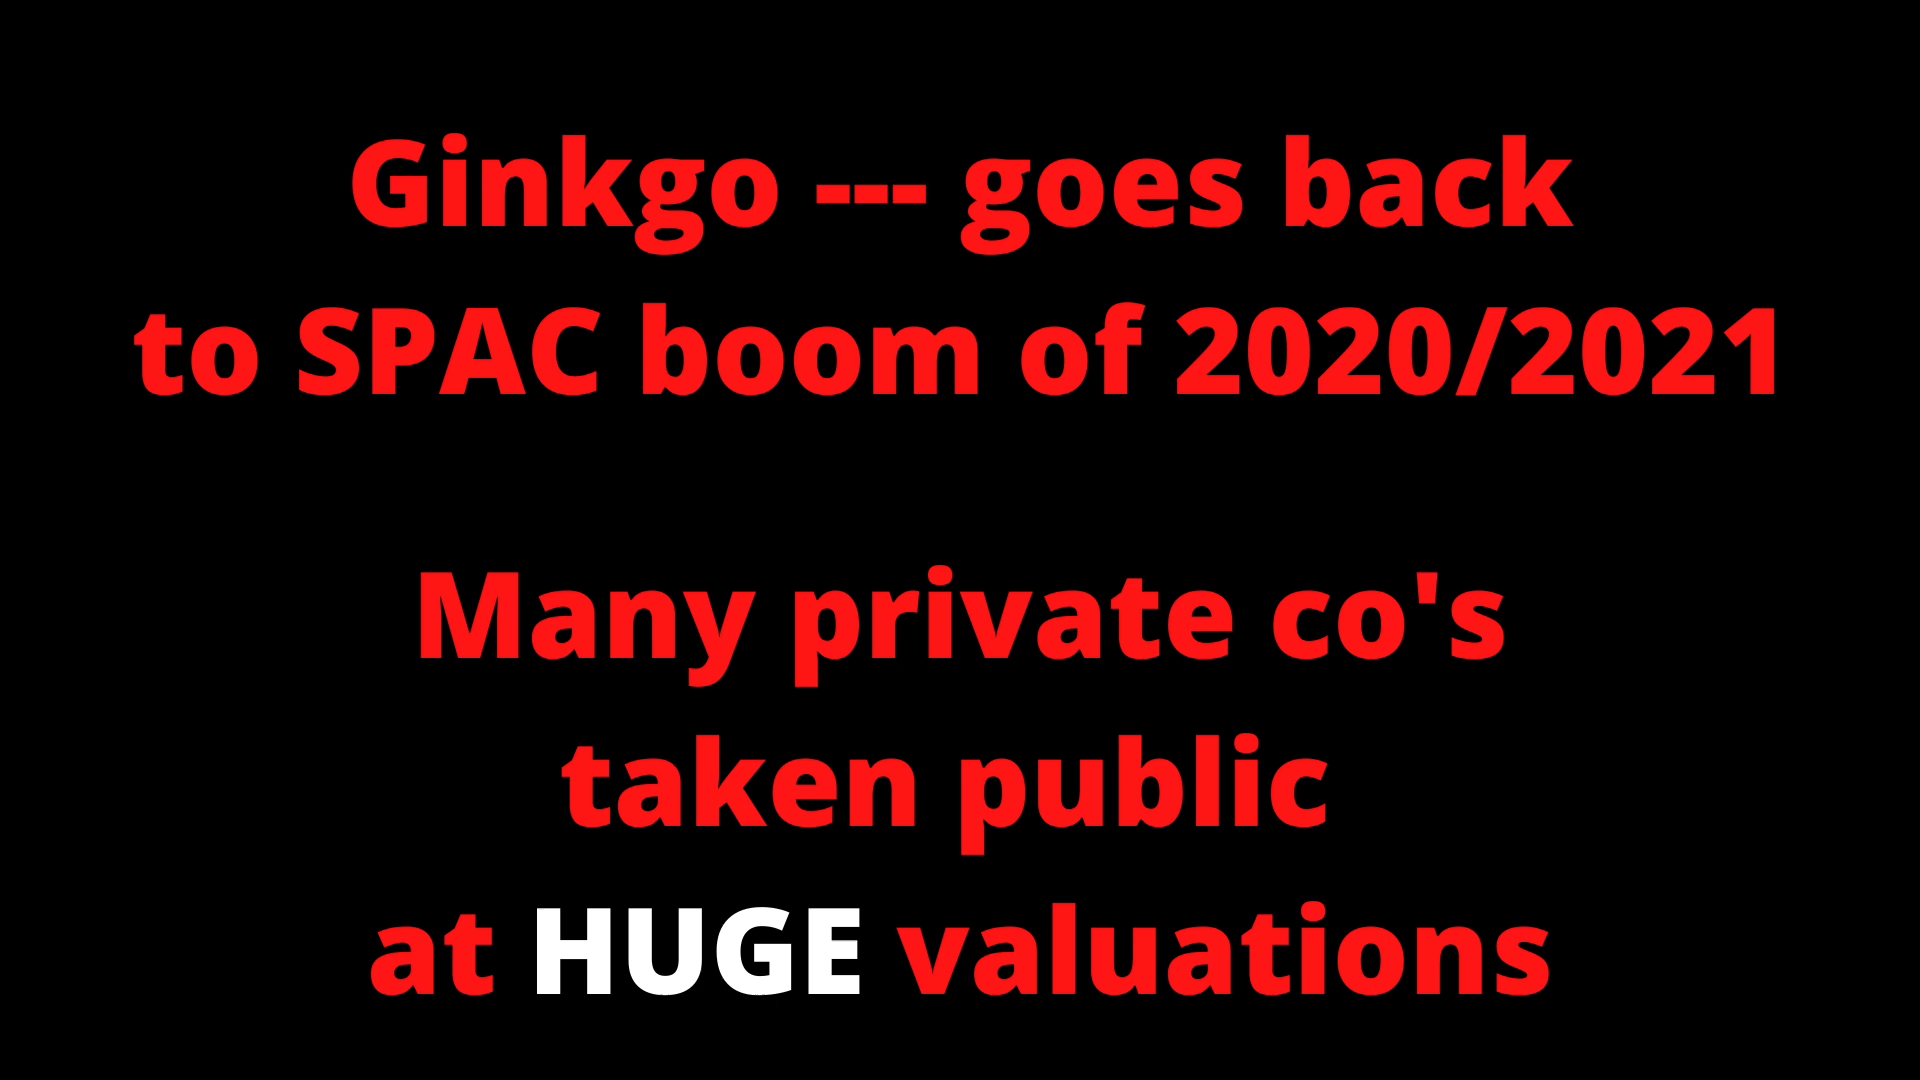 Ginkgo --- goes back
to SPAC boom of 2020/2021
Many private co's
taken public
at HUGE valuations